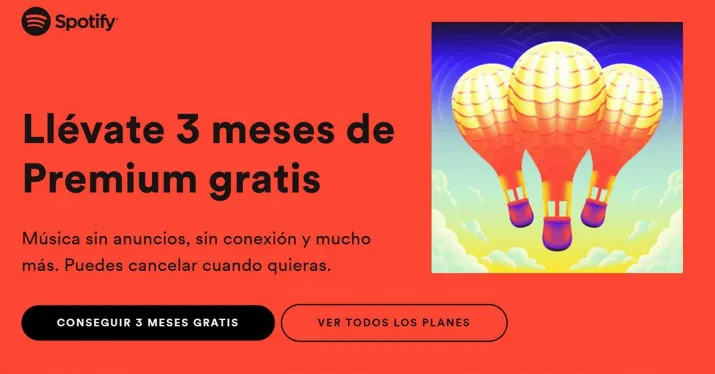 Spotify
Llévate 3 meses de
Premium gratis
Música sin anuncios, sin conexión y mucho
más. Puedes cancelar cuando quieras.
CONSEGUIR 3 MESES GRATIS
VER TODOS LOS PLANES